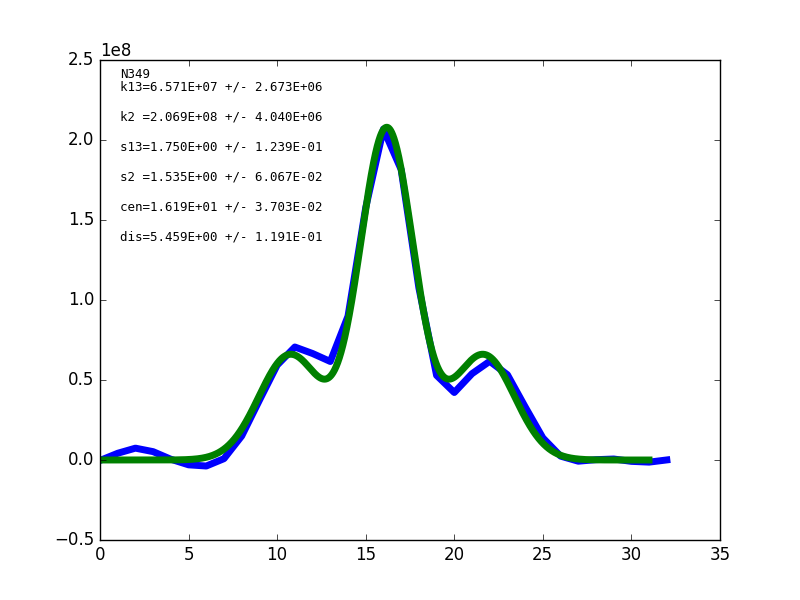 1e8
2.5
N349
k13=6.571E+07 +/- 2.673E+06
k2 =2.069E+08 +/- 4.040E+06
2.0
s13=1.750E+00 +/- 1.239E-01
s2 =1.535E+00 +/- 6.067E-02
1.5
cen=1.619E+01 +/- 3.703E-02
dis=5.459E+00 +/- 1.191E-01
1.0
0.5
0.0
−0.5
0 5 10 15 20 25 30 35